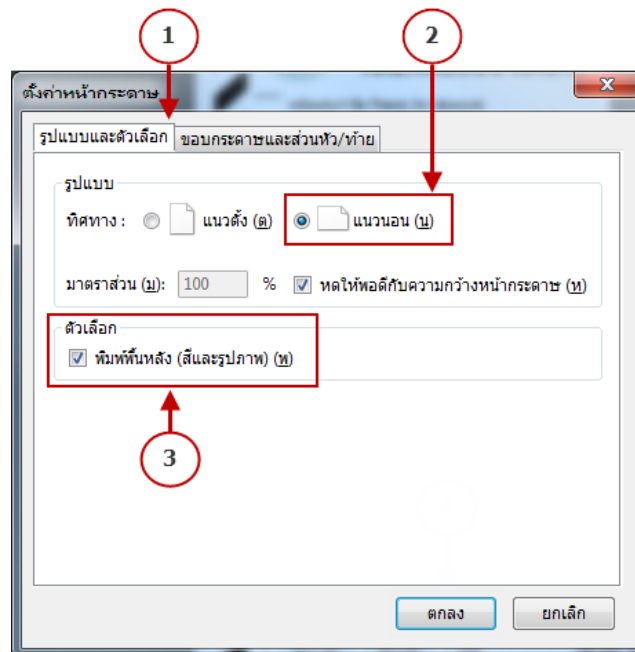 1
2
ตั้งค่าหน้ากระดาษ
รูปแบบและตัวเลือก ขอบกระดาษและส่วนหัว/ท้าย
รูปแบบ
ทิศทาง : แนวตั้ง (ต) แนวนอน (น)
มาตราส่วน (ม): 100 % หดให้พอดีกับความกว้างหน้ากระดาษ (ห)
ตัวเลือก
พิมพ์พื้นหลัง (สีและรูปภาพ) (พ)
3
ตกลง ยกเลิก